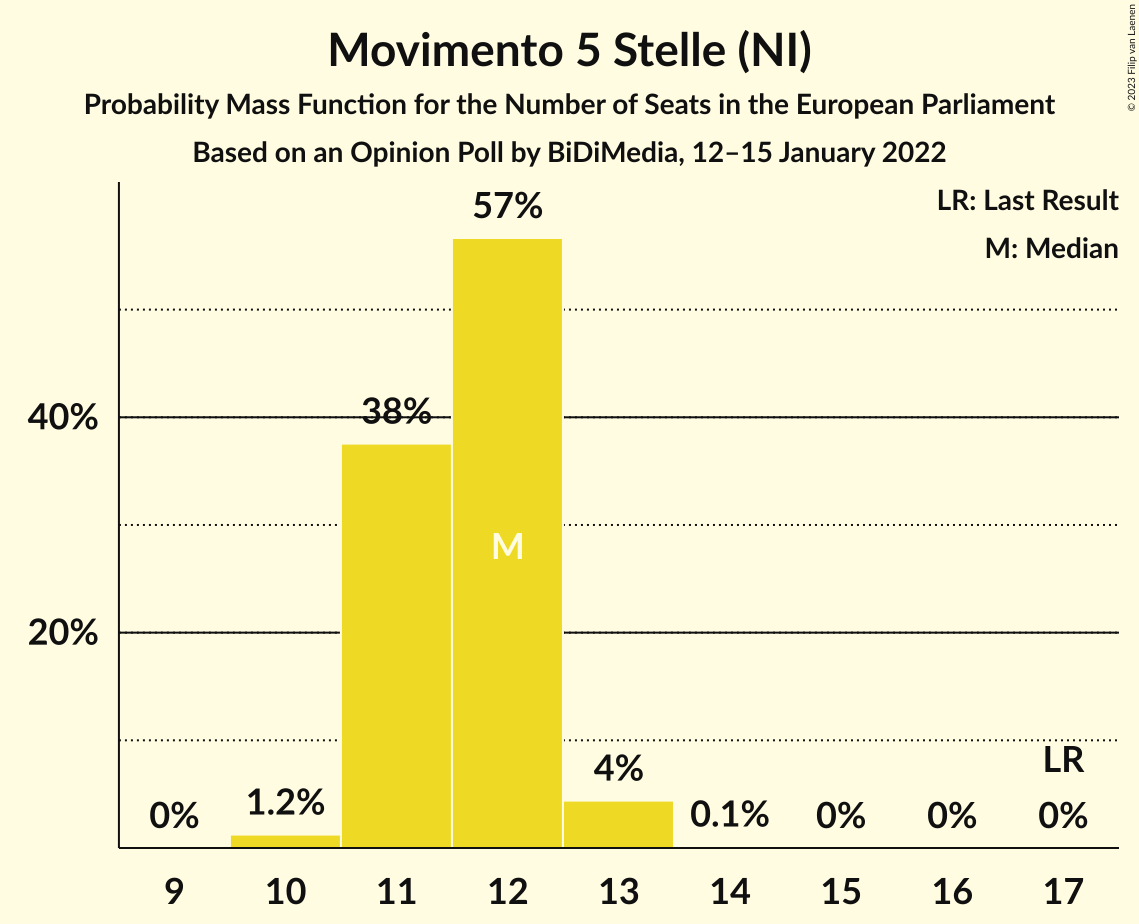 Movimento 5 Stelle (NI)
Probability Mass Function for the Number of Seats in the European Parliament
Based on an Opinion Poll by BiDiMedia, 12–15 January 2022
© 2023 Filip van Laenen
LR: Last Result
M: Median
57%
40%
38%
M
20%
0%
1.2%
4%
0.1%
0%
0%
LR
0%
9
10
11
12
13
14
15
16
17